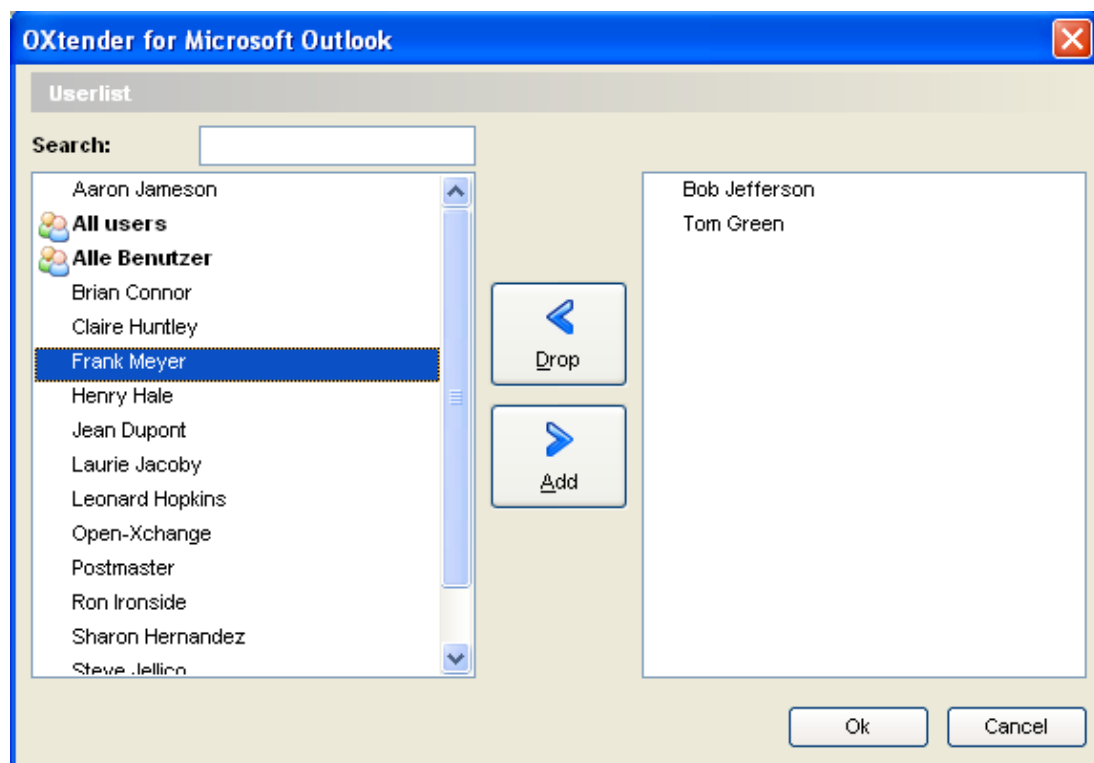 OXtender for Microsoft Outlook
Userlist
Search:
Aaron Jameson
All users
Alle Benutzer
Brian Connor
Claire Huntley
Frank Meyer
Henry Hale
Jean Dupont
Laurie Jacoby
Leonard Hopkins
Open-Xchange
Postmaster
Ron Ironside
Sharon Hernandez
Steve Jellico
Drop
Add
Bob Jefferson
Tom Green
Ok
Cancel